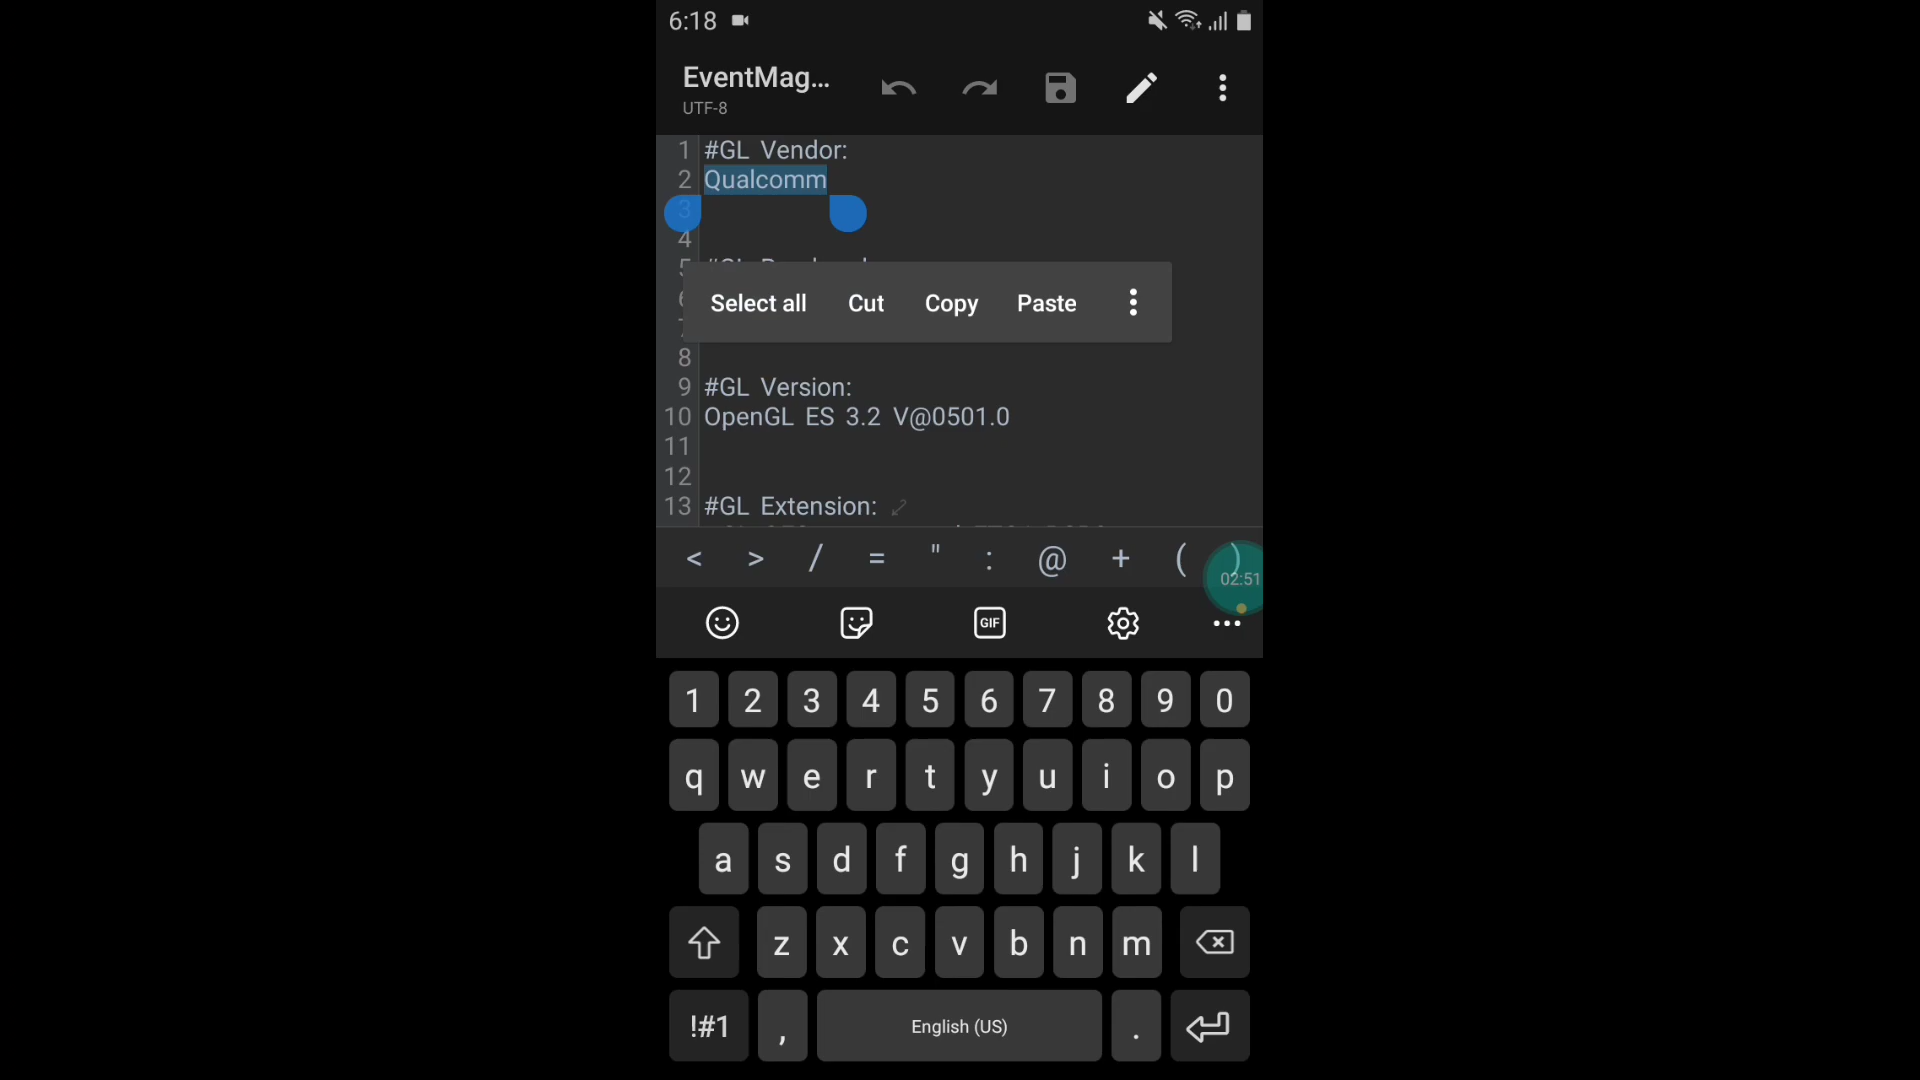 6:18
EventMag...
UTF-8
1 #GL Vendor:
2 Qualcomm
3
4
5
Select all Cut Copy Paste
8
9 #GL Version:
10 OpenGL ES 3.2 V@0501.0
11
12
13 #GL Extension:
< > / = " : @ + ( )
02:51
GIF
1 2 3 4 5 6 7 8 9 0
q w e r t y u i o p
a s d f g h j k l
z x c v b n m
!#1 , English (US) .